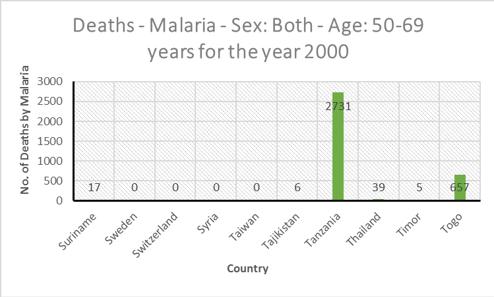 Deaths - Malaria - Sex: Both - Age: 50-69
years for the year 2000
No. of Deaths by Malaria
3000
2500
2000
1500
1000
500
0
17 0 0 0 0 6 2731 39 5 657
Suriname Sweden Switzerland Syria Taiwan Tajikistan Tanzania Thailand Timor Togo
Country